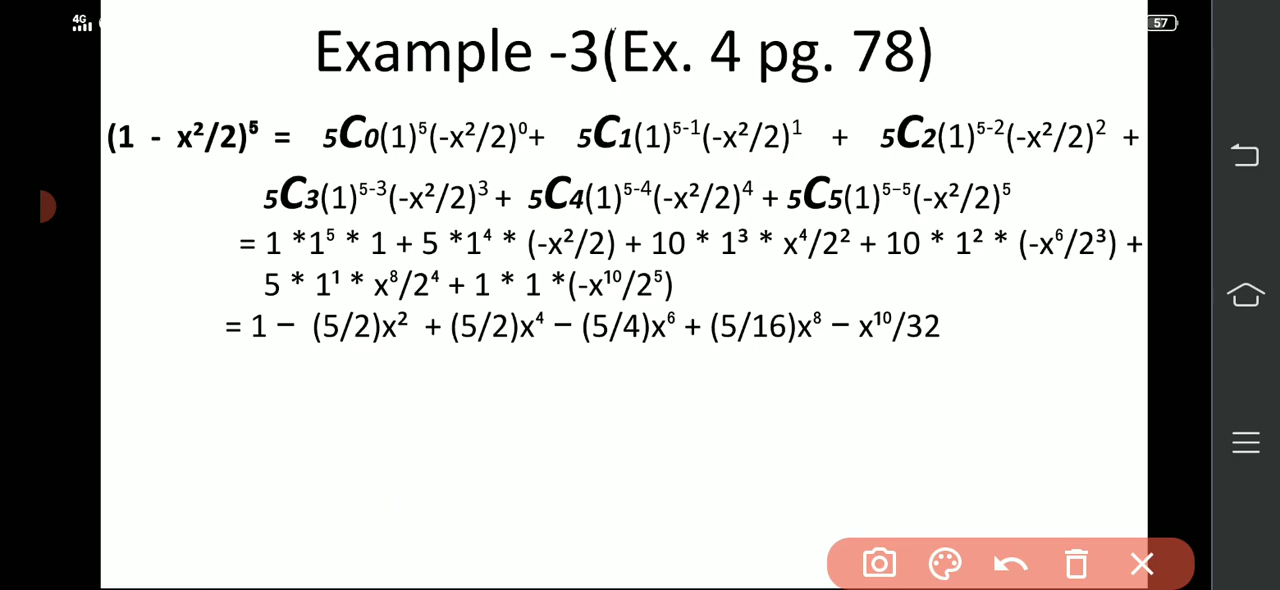 4G
57
Example -3(Ex. 4 pg. 78)
(1 - x²/2)⁵ = 5C0(1)⁵(-x²/2)⁰+ 5C1(1)⁵⁻¹(-x²/2)¹ + 5C2(1)⁵⁻²(-x²/2)² +
5C3(1)⁵⁻³(-x²/2)³ + 5C4(1)⁵⁻⁴(-x²/2)⁴ + 5C5(1)⁵⁻⁵(-x²/2)⁵
= 1 *1⁵ * 1 + 5 *1⁴ * (-x²/2) + 10 * 1³ * x⁴/2² + 10 * 1² * (-x⁶/2³) +
5 * 1¹ * x⁸/2⁴ + 1 * 1 *(-x¹⁰/2⁵)
= 1 − (5/2)x² + (5/2)x⁴ − (5/4)x⁶ + (5/16)x⁸ − x¹⁰/32